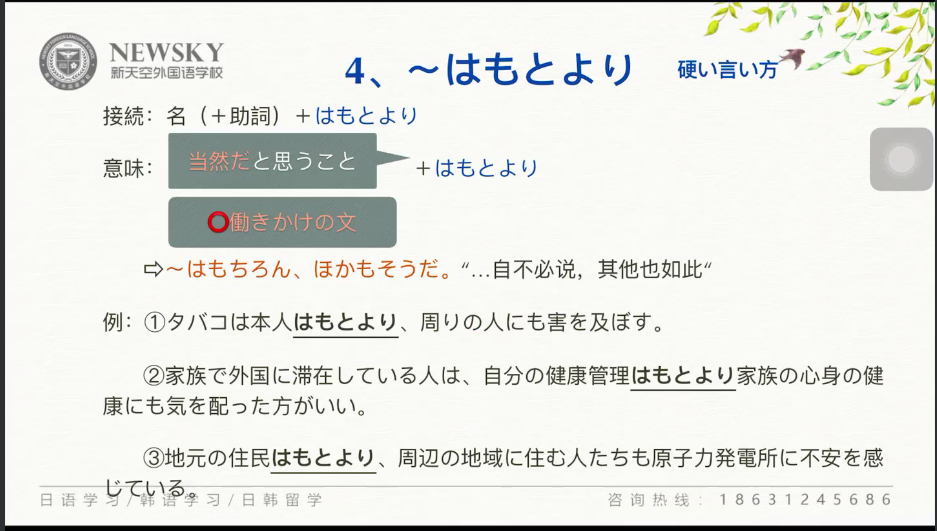 NEWSKY
新天空外国语学校
4、～はもとより 硬い言い方
接続：名（＋助詞）＋はもとより
意味：当然だと思うこと ＋はもとより
⭕働きかけの文
⇨～はもちろん、ほかもそうだ。“…自不必说，其他也如此“
例：①タバコは本人はもとより、周りの人にも害を及ぼす。
②家族で外国に滞在している人は、自分の健康管理はもとより家族の心身の健
康にも気を配った方がいい。
③地元の住民はもとより、周辺の地域に住む人たちも原子力発電所に不安を感
じている。
日语学习/韩语学习/日韩留学 咨询热线：18631245686